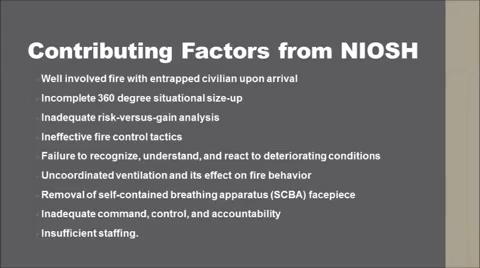 Contributing Factors from NIOSH
Well involved fire with entrapped civilian upon arrival
Incomplete 360 degree situational size-up
Inadequate risk-versus-gain analysis
Ineffective fire control tactics
Failure to recognize, understand, and react to deteriorating conditions
Uncoordinated ventilation and its effect on fire behavior
Removal of self-contained breathing apparatus (SCBA) facepiece
Inadequate command, control, and accountability
Insufficient staffing.